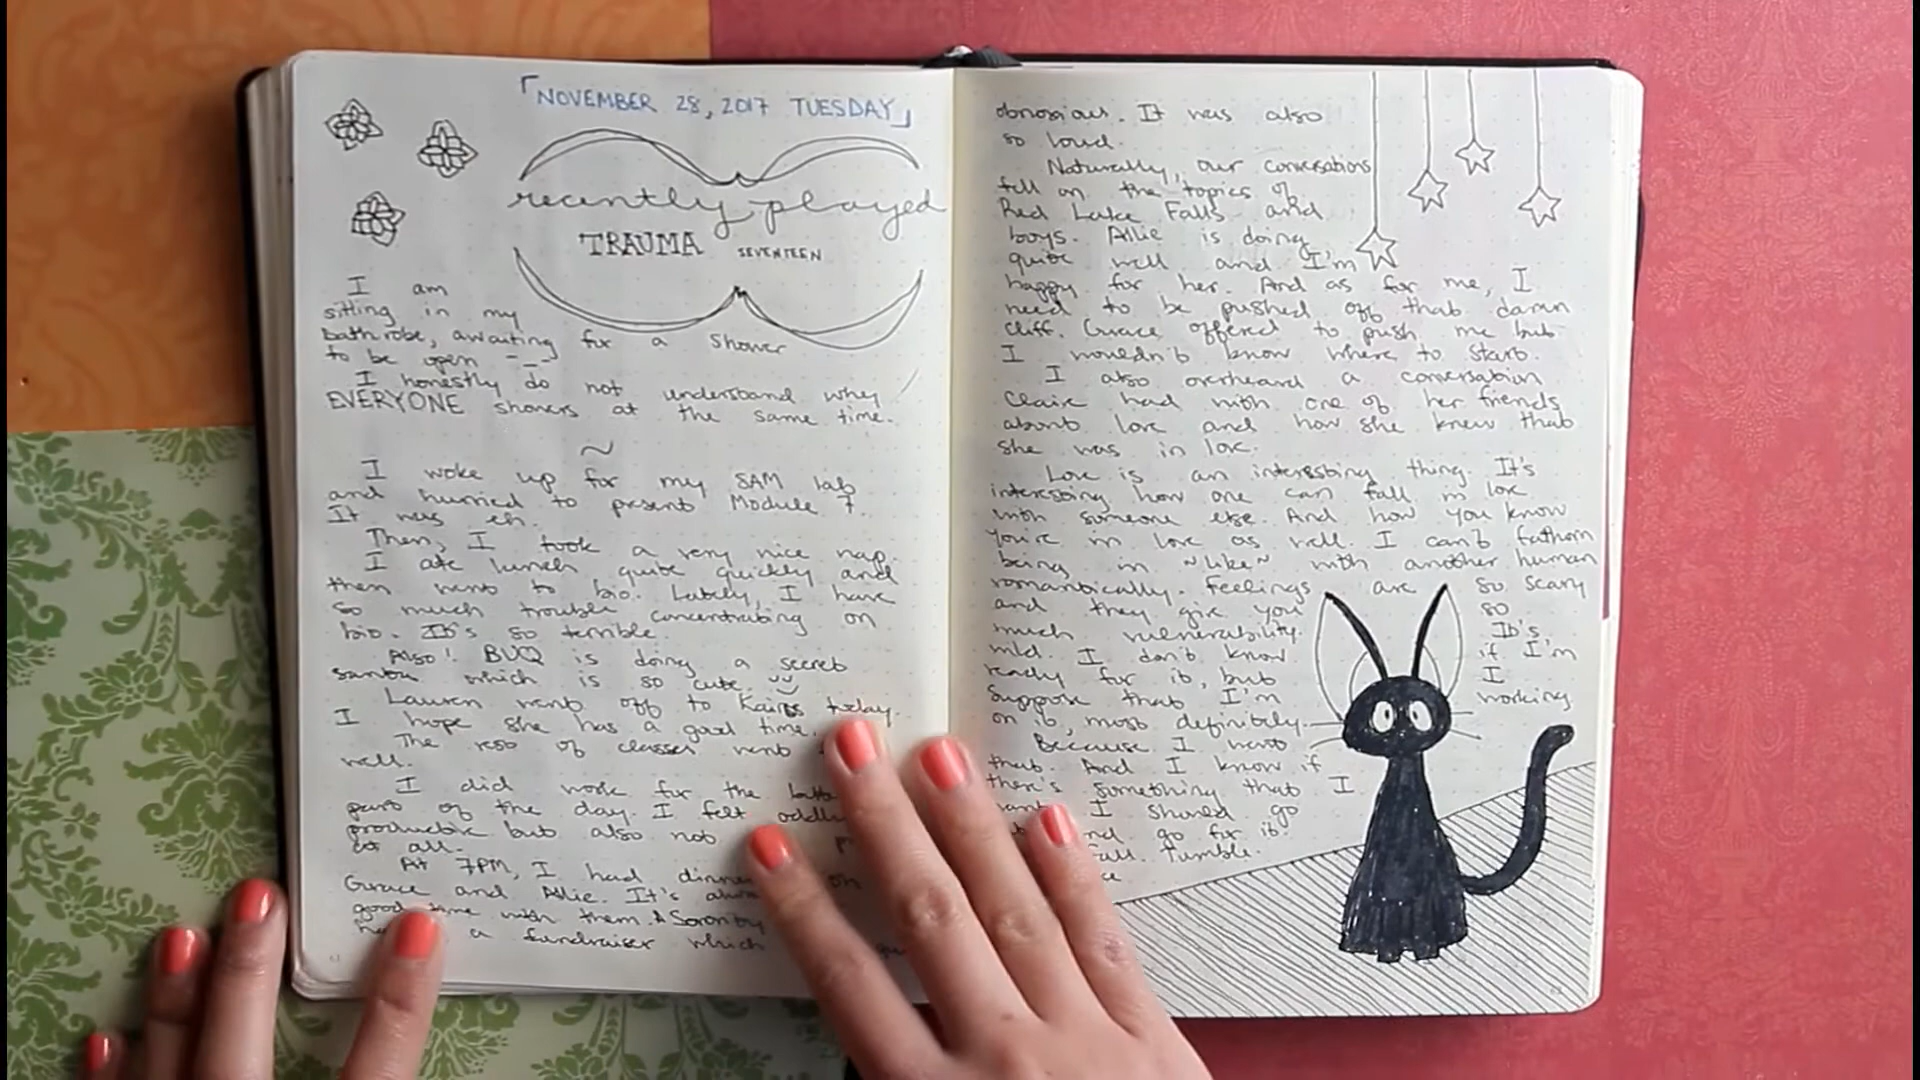 「NOVEMBER 28, 2017 TUESDAY」
recently played
TRAUMA SEVENTEEN
I am
sitting in my
bathrobe, awaiting for a shower
to be open -_-
I honestly do not understand why
EVERYONE showers at the same time.
~
I woke up for my SAM lab
and hurried to present Module 7.
It was eh.
Then, I took a very nice nap.
I ate lunch quite quickly and
then went to bio. Lately, I have
so much trouble concentrating on
bio. It's so terrible.
Also! BUQ is doing a secret
santa which is so cute
Lauren went off to today.
I hope she has a good time.
The rest of classes went
well.
I did work for the
part of the day. I felt
productive but also not
at all.
At 7PM, I had
Grace and Allie. It's
good time with them. A Sorority
a fundraiser which
obnoxious. It was also
so loud.
Naturally, our conversations
fell on the topics of
Red Lake Falls and
boys. Allie is doing
quite well and I'm
happy for her. And as for me, I
need to be pushed off that damn
cliff. Grace offered to push me but
I wouldn't know where to start.
I also overheard a conversation
Claire had with one of her friends
about love and how she knew that
she was in love.
Love is an interesting thing. It's
interesting how one can fall in love
with someone else. And how you know
you're in love as well. I can't fathom
being in ~like~ with another human
romantically. Feelings are so scary
and they give you so
much vulnerability. It's
wild. I don't know if I'm
ready for it, but I
suppose that I'm working
on it, most definitely.
Because I want
that. And I know if
there's something that I
I should go
go for it.
fall. Tumble.